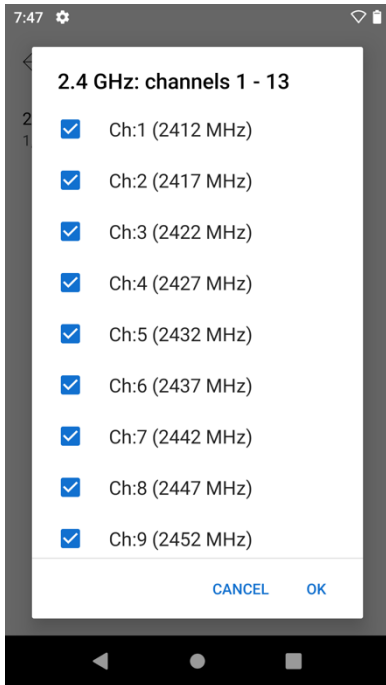 7:47
2.4 GHz: channels 1 - 13
2
1,
Ch:1 (2412 MHz)
Ch:2 (2417 MHz)
Ch:3 (2422 MHz)
Ch:4 (2427 MHz)
Ch:5 (2432 MHz)
Ch:6 (2437 MHz)
Ch:7 (2442 MHz)
Ch:8 (2447 MHz)
Ch:9 (2452 MHz)
CANCEL OK